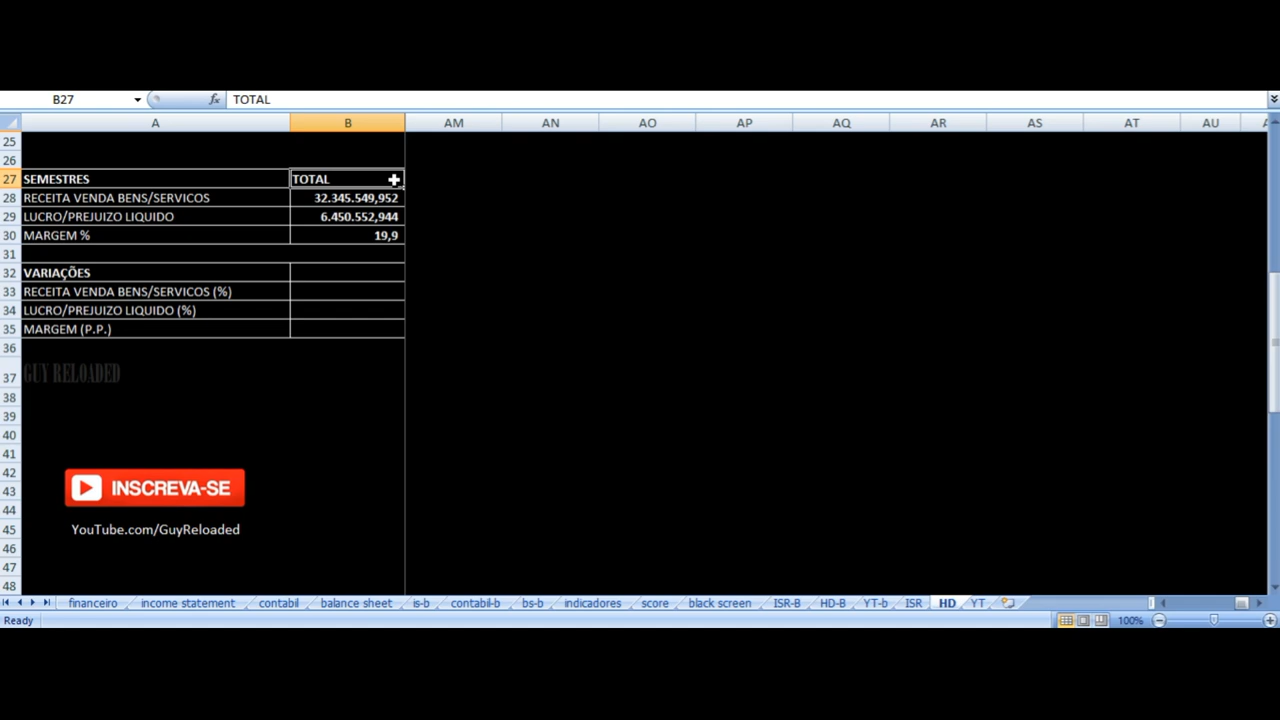 B27 fx TOTAL
A B AM AN AO AP AQ AR AS AT AU
25
26
27 SEMESTRES TOTAL
28 RECEITA VENDA BENS/SERVICOS 32.345.549,952
29 LUCRO/PREJUIZO LIQUIDO 6.450.552,944
30 MARGEM % 19,9
31
32 VARIAÇÕES
33 RECEITA VENDA BENS/SERVICOS (%)
34 LUCRO/PREJUIZO LIQUIDO (%)
35 MARGEM (P.P.)
36
37 GUY RELOADED
38
39
40
41
42
43 INSCREVA-SE
44
45 YouTube.com/GuyReloaded
46
47
48
financeiro income statement contabil balance sheet is-b contabil-b bs-b indicadores score black screen ISR-B HD-B YT-b ISR HD YT
Ready 100%